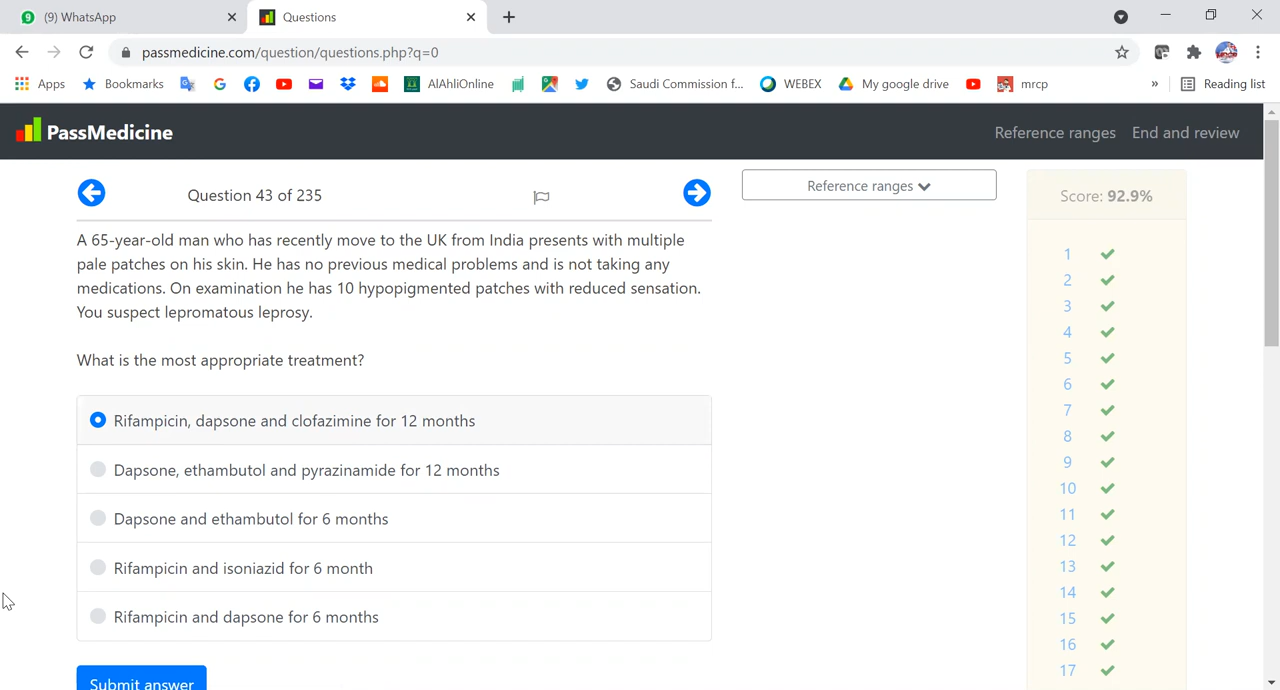 (9) WhatsApp
Questions
passmedicine.com/question/questions.php?q=0
Apps
Bookmarks
AlAhliOnline
Saudi Commission f...
WEBEX
My google drive
mrcp
»
Reading list
PassMedicine
Reference ranges
End and review
Question 43 of 235
Reference ranges
Score: 92.9%
A 65-year-old man who has recently move to the UK from India presents with multiple
pale patches on his skin. He has no previous medical problems and is not taking any
medications. On examination he has 10 hypopigmented patches with reduced sensation.
You suspect lepromatous leprosy.
What is the most appropriate treatment?
Rifampicin, dapsone and clofazimine for 12 months
Dapsone, ethambutol and pyrazinamide for 12 months
Dapsone and ethambutol for 6 months
Rifampicin and isoniazid for 6 month
Rifampicin and dapsone for 6 months
Submit answer
1
2
3
4
5
6
7
8
9
10
11
12
13
14
15
16
17